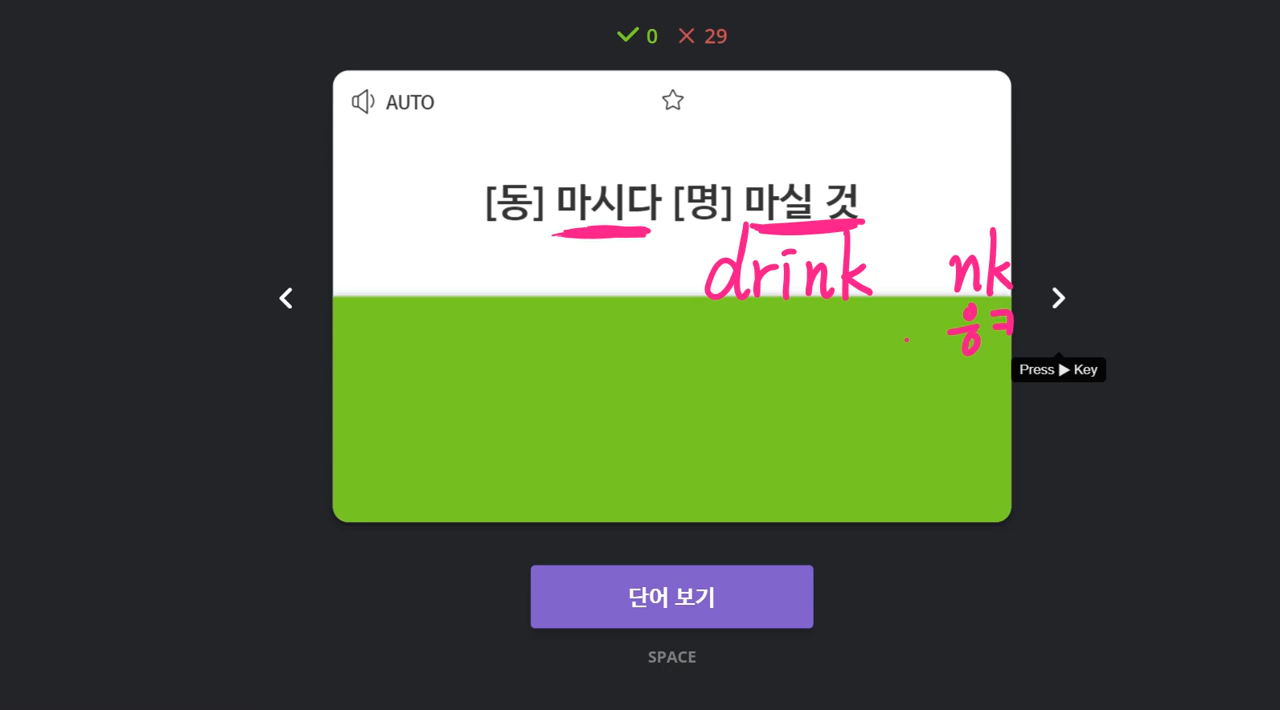 0 29
AUTO
[동] 마시다 [명] 마실 것
drink nk
응ㅋ
Press ▶ Key
단어 보기
SPACE